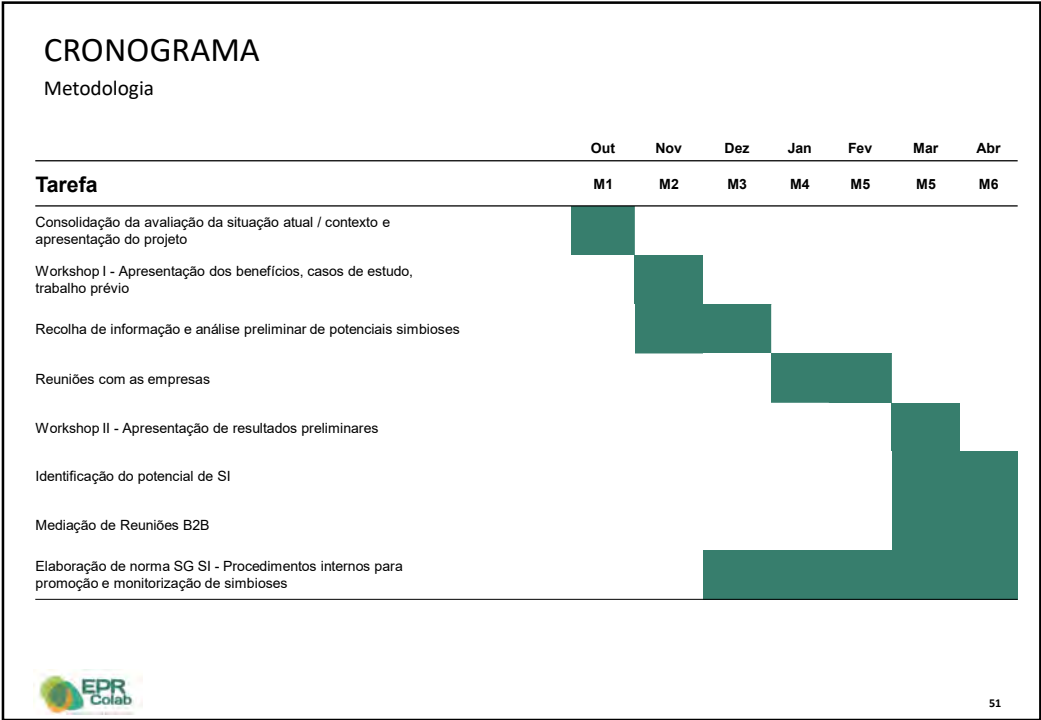 CRONOGRAMA
Metodologia
Out Nov Dez Jan Fev Mar Abr
Tarefa M1 M2 M3 M4 M5 M5 M6
Consolidação da avaliação da situação atual / contexto e
apresentação do projeto
Workshop I - Apresentação dos benefícios, casos de estudo,
trabalho prévio
Recolha de informação e análise preliminar de potenciais simbioses
Reuniões com as empresas
Workshop II - Apresentação de resultados preliminares
Identificação do potencial de SI
Mediação de Reuniões B2B
Elaboração de norma SG SI - Procedimentos internos para
promoção e monitorização de simbioses
EPR
Colab
51